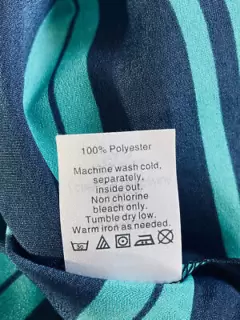 100% Polyester
Machine wash cold,
separately,
inside out.
Non chlorine
bleach only.
Tumble dry low.
Warm iron as needed.